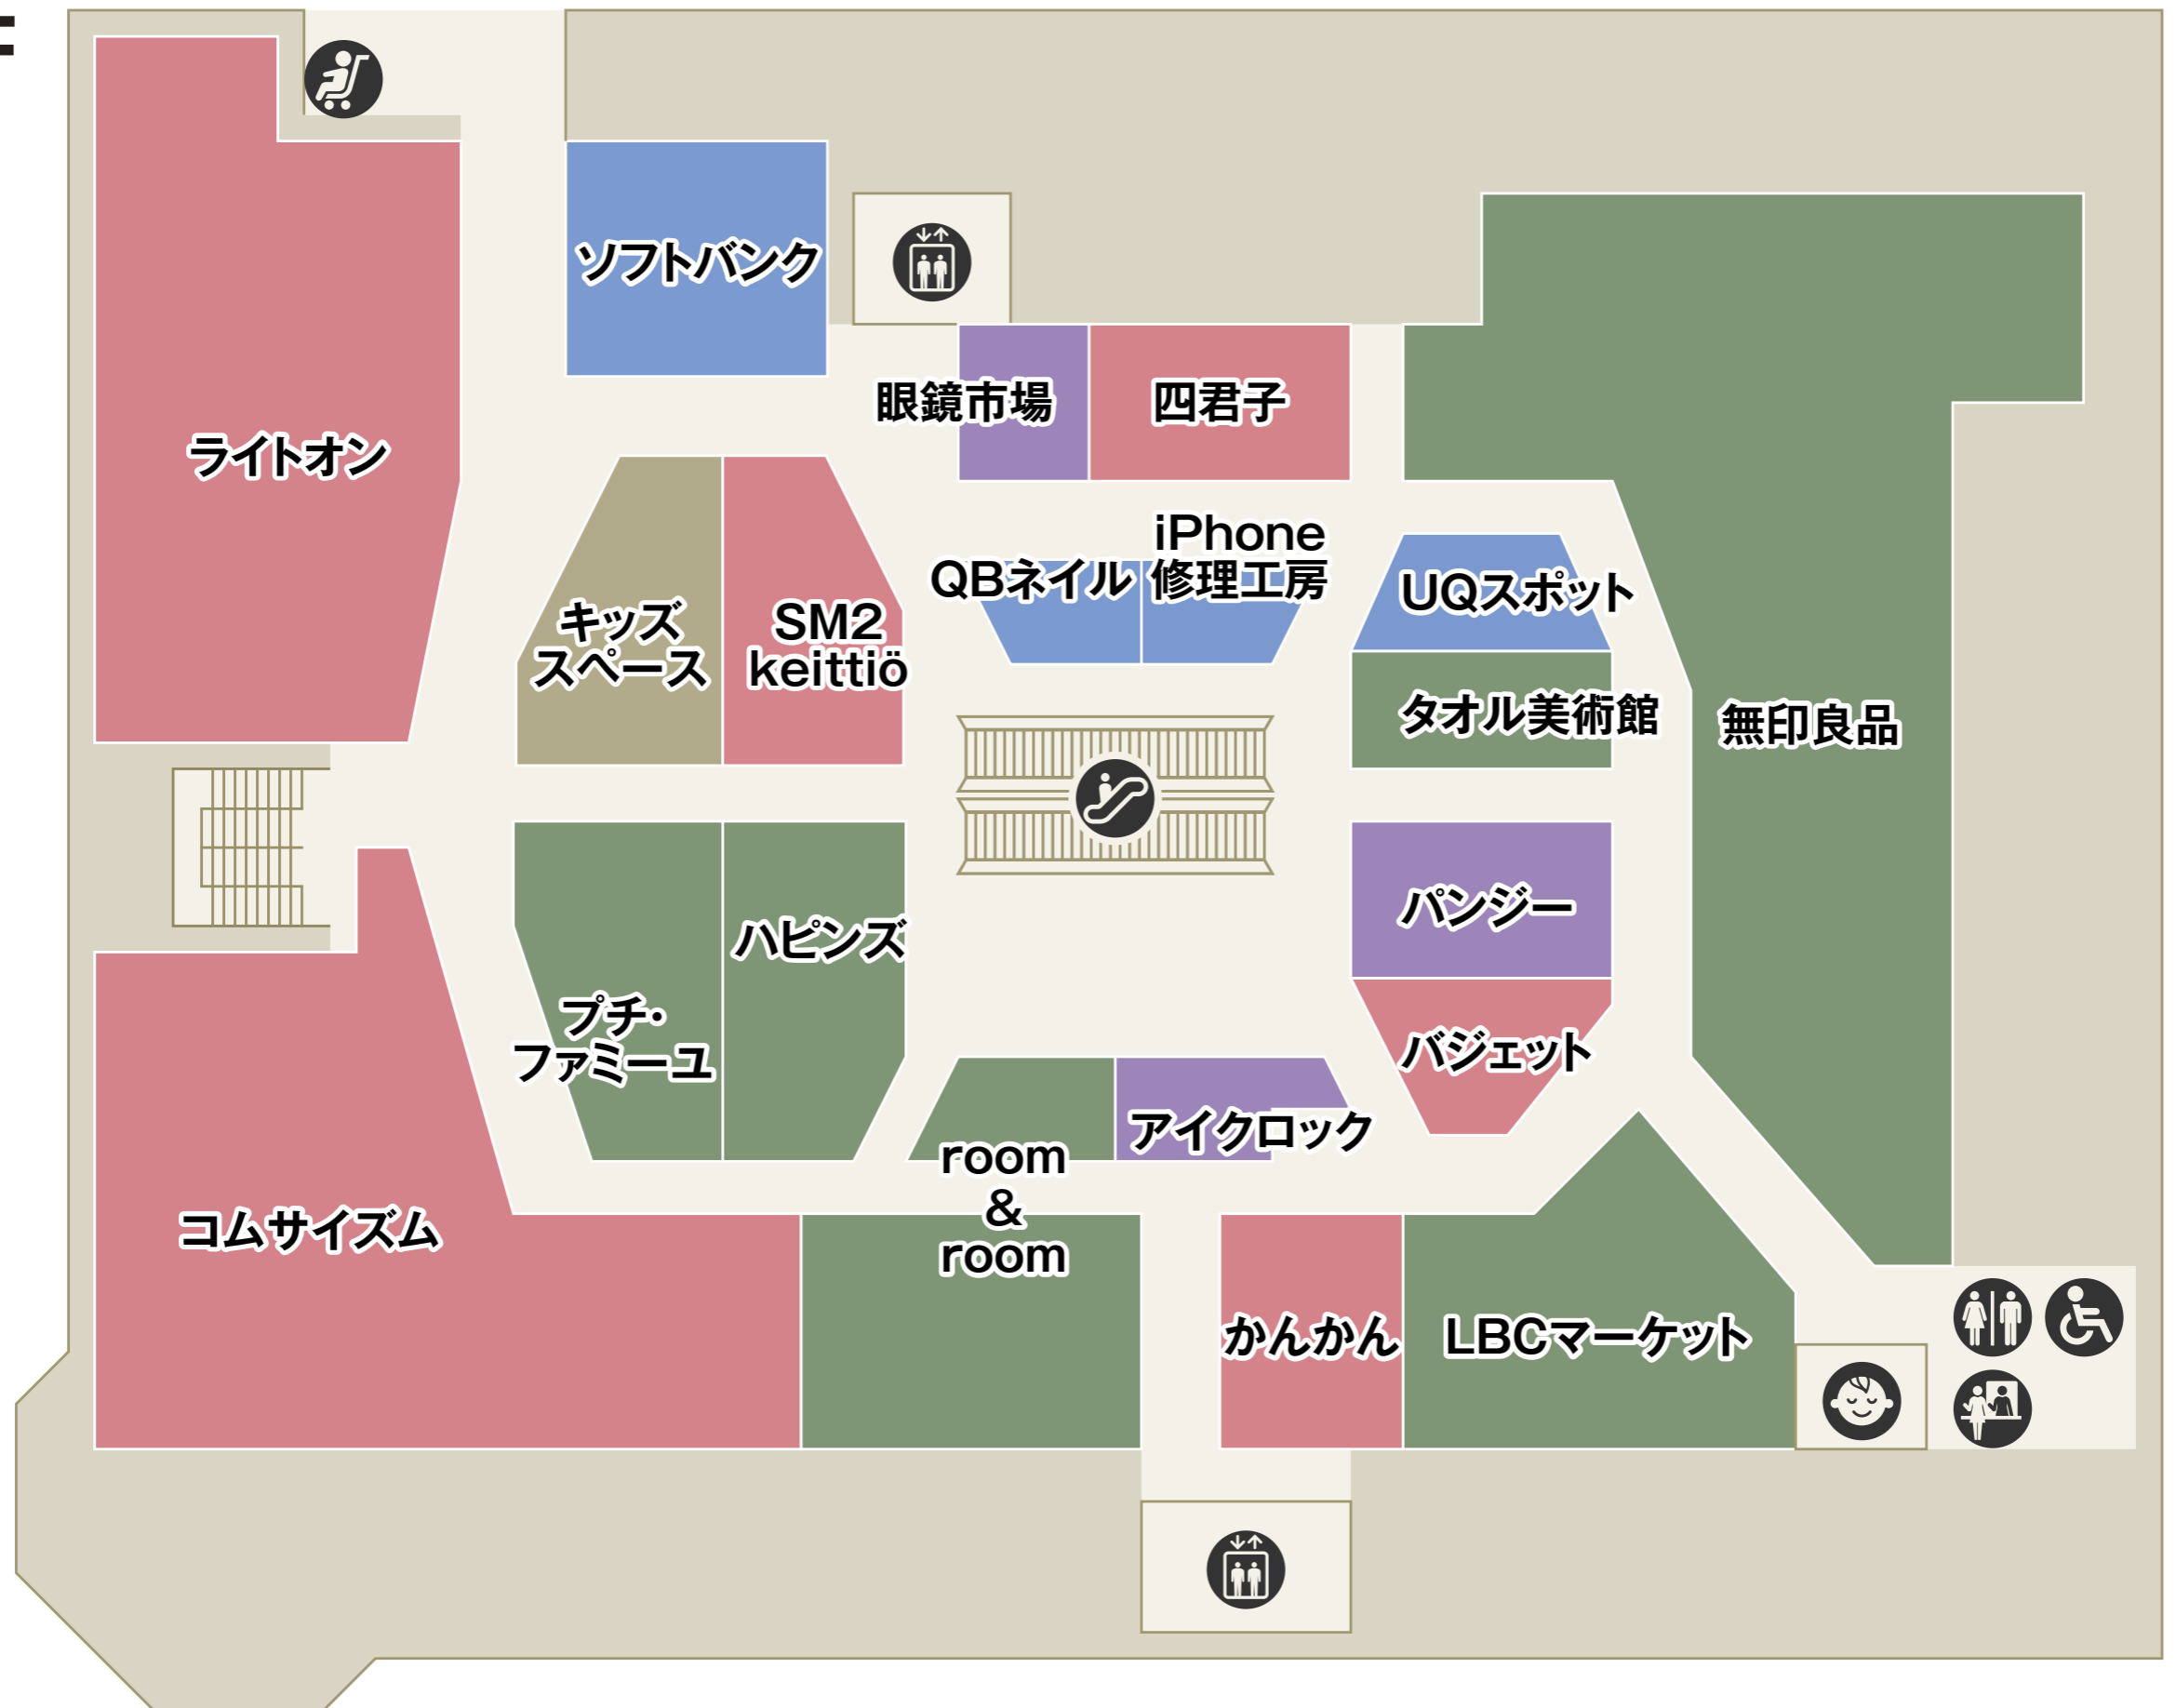 ソフトバンク
眼鏡市場
四君子
ライトオン
iPhone
修理工房
QBネイル
UQスポット
キッズ
スペース
SM2
keittiö
タオル美術館
無印良品
パンジー
ハピンズ
プチ・
ファミーユ
バジェット
アイクロック
room
&
room
コムサイズム
かんかん
LBCマーケット